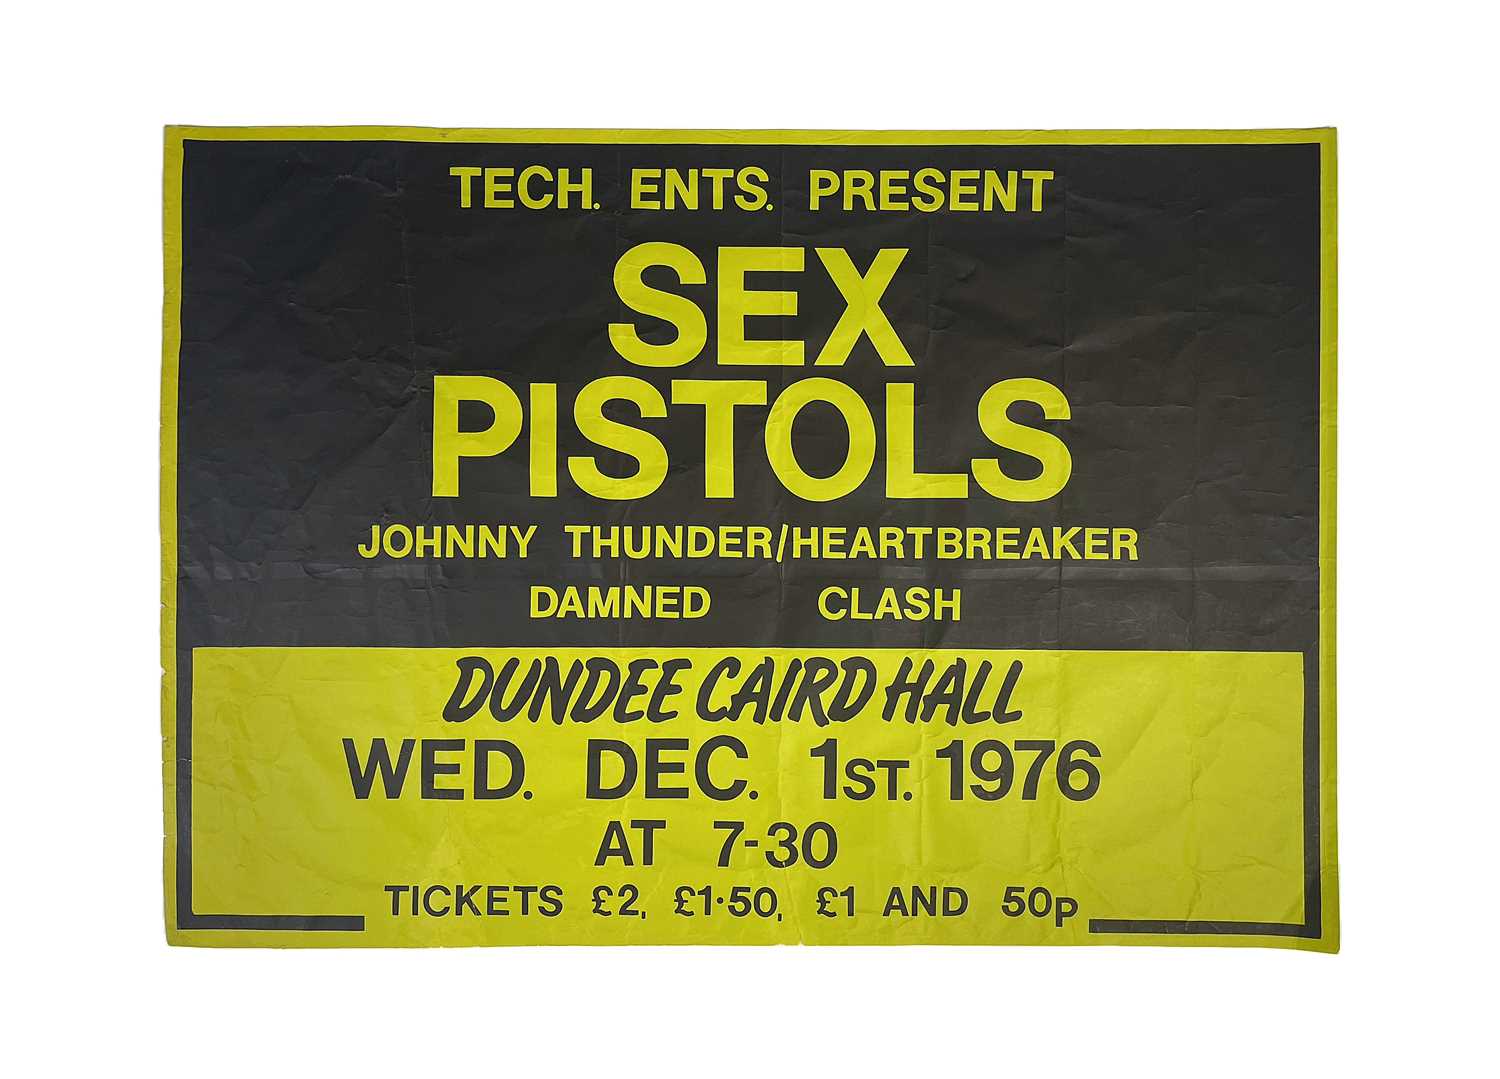 TECH. ENTS. PRESENT
SEX
PISTOLS
JOHNNY THUNDER/HEARTBREAKER
DAMNED CLASH
DUNDEE CAIRD HALL
WED. DEC. 1ST. 1976
AT 7-30
TICKETS £2, £1·50, £1 AND 50p